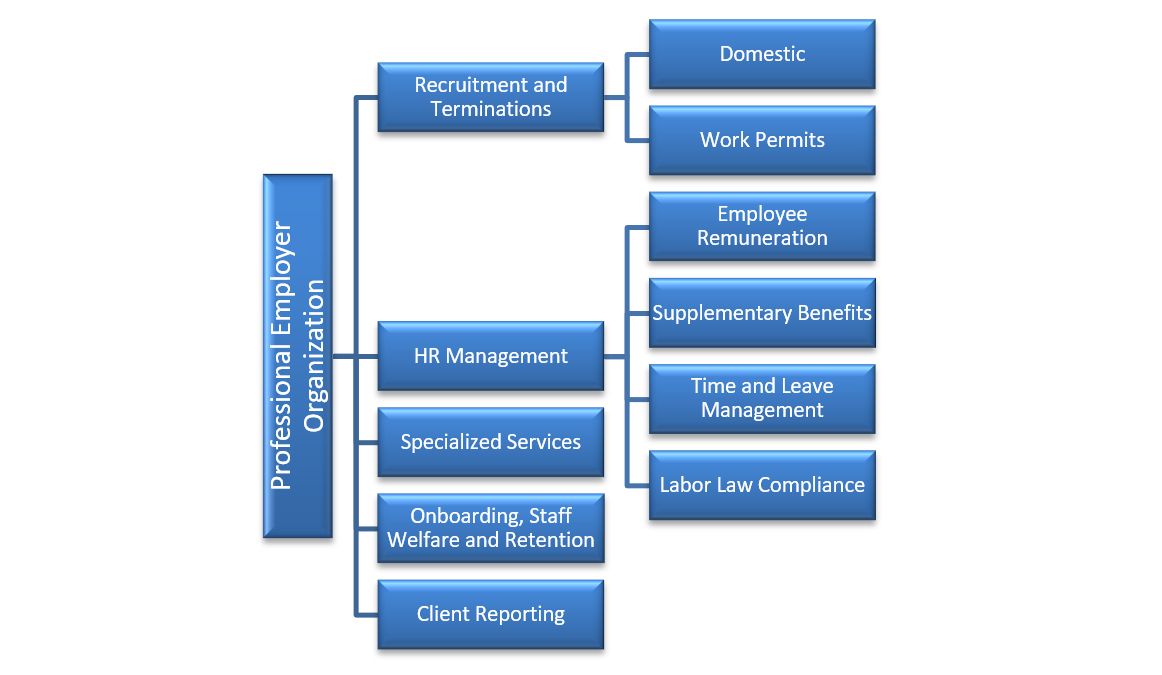 Professional Employer
Organization
Recruitment and
Terminations
Domestic
Work Permits
HR Management
Employee
Remuneration
Supplementary Benefits
Time and Leave
Management
Labor Law Compliance
Specialized Services
Onboarding, Staff
Welfare and Retention
Client Reporting